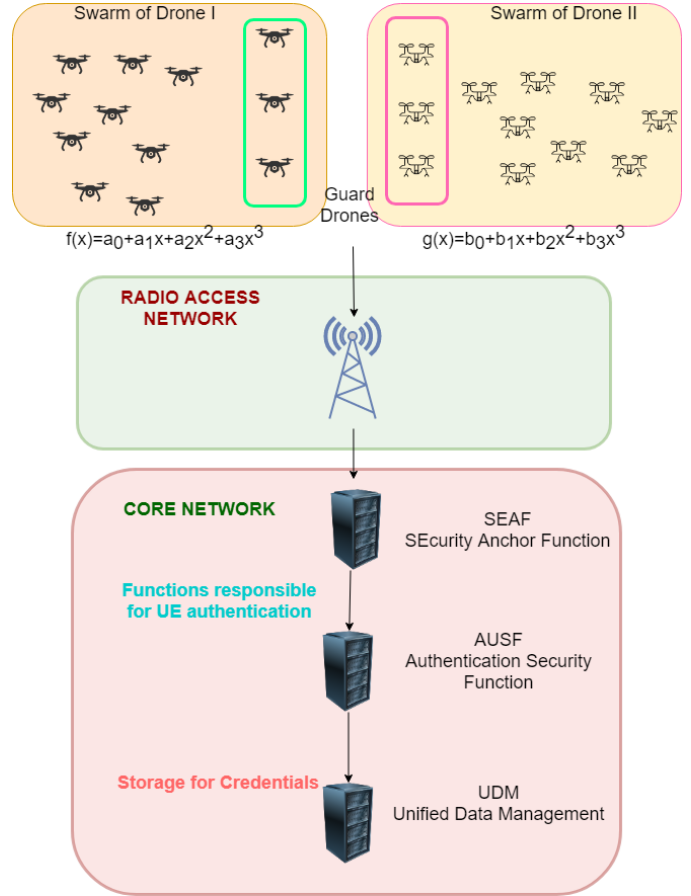 Swarm of Drone I
Swarm of Drone II
Guard
Drones
f(x)=a₀+a₁x+a₂x²+a₃x³
g(x)=b₀+b₁x+b₂x²+b₃x³
RADIO ACCESS
NETWORK
CORE NETWORK
SEAF
SEcurity Anchor Function
Functions responsible
for UE authentication
AUSF
Authentication Security
Function
Storage for Credentials
UDM
Unified Data Management